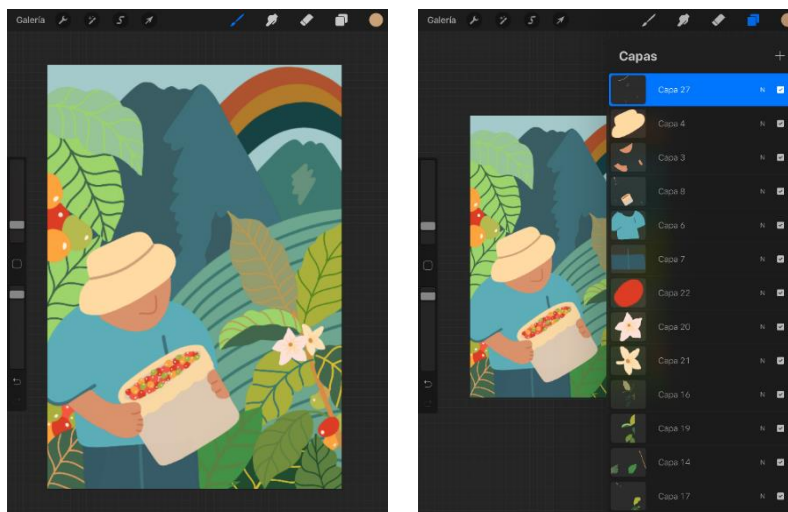 Galería
Galería
Capas
Capa 27 N
Capa 4 N
Capa 3 N
Capa 8 N
Capa 6 N
Capa 7 N
Capa 22 N
Capa 20 N
Capa 21 N
Capa 16 N
Capa 19 N
Capa 14 N
Capa 17 N